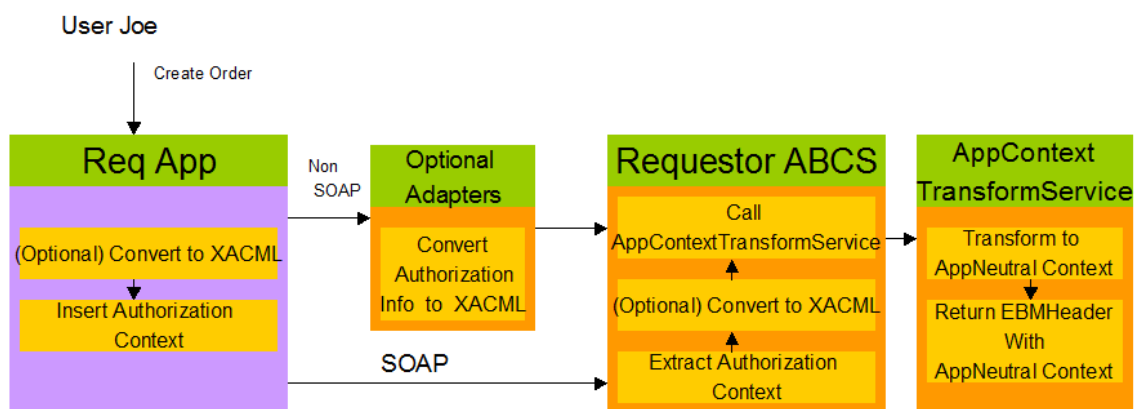 User Joe
Create Order
Req App
(Optional) Convert to XACML
Insert Authorization
Context
Non
SOAP
SOAP
Optional
Adapters
Convert
Authorization
Info to XACML
Requestor ABCS
Call
AppContextTransformService
(Optional) Convert to XACML
Extract Authorization
Context
AppContext
TransformService
Transform to
AppNeutral Context
Return EBMHeader
With
AppNeutral Context